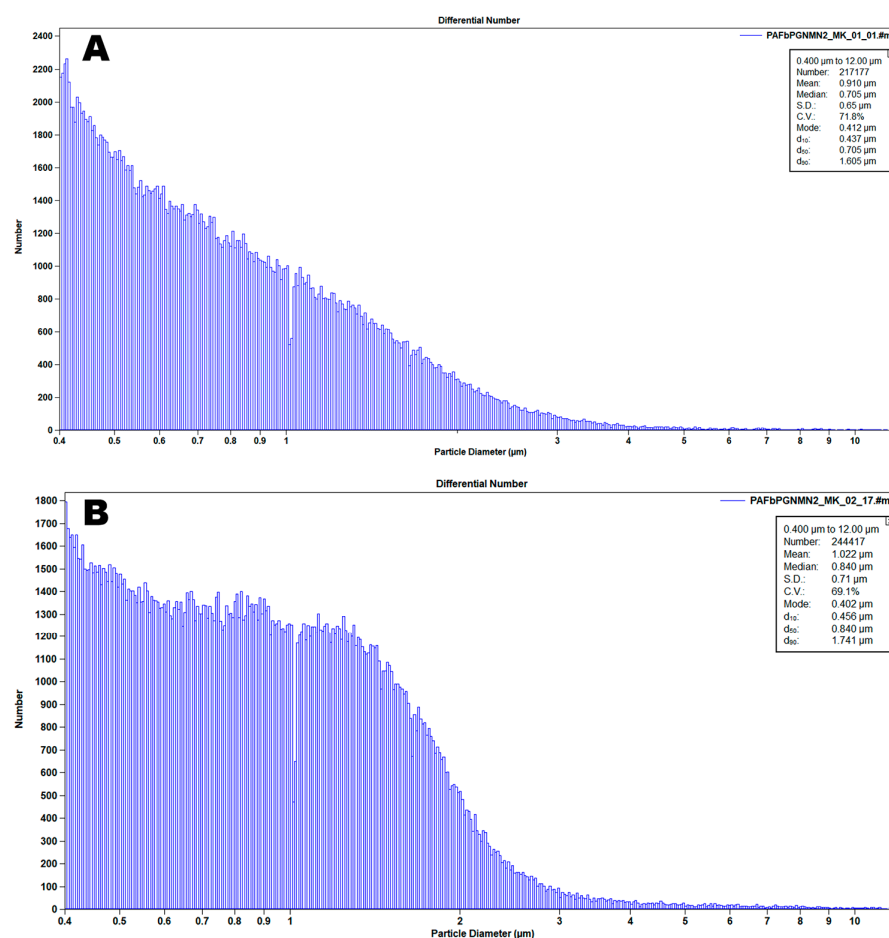 Differential Number
A
PAFbPGNMN2_MK_01_01.#m
0.400 µm to 12.00 µm
Number: 217177
Mean: 0.910 µm
Median: 0.705 µm
S.D.: 0.65 µm
C.V.: 71.8%
Mode: 0.412 µm
d₁₀: 0.437 µm
d₅₀: 0.705 µm
d₉₀: 1.605 µm
Number
2400
2200
2000
1800
1600
1400
1200
1000
800
600
400
200
0
0.4 0.5 0.6 0.7 0.8 0.9 1 3 4 5 6 7 8 10
Particle Diameter (µm)
Differential Number
B
PAFbPGNMN2_MK_02_17.#m
0.400 µm to 12.00 µm
Number: 244417
Mean: 1.022 µm
Median: 0.840 µm
S.D.: 0.71 µm
C.V.: 69.1%
Mode: 0.402 µm
d₁₀: 0.456 µm
d₅₀: 0.840 µm
d₉₀: 1.741 µm
Number
1800
1700
1600
1500
1400
1300
1200
1100
1000
900
800
700
600
500
400
300
200
100
0
0.4 0.5 0.6 0.7 0.8 0.9 1 2 3 4 5 6 7 8 10
Particle Diameter (µm)